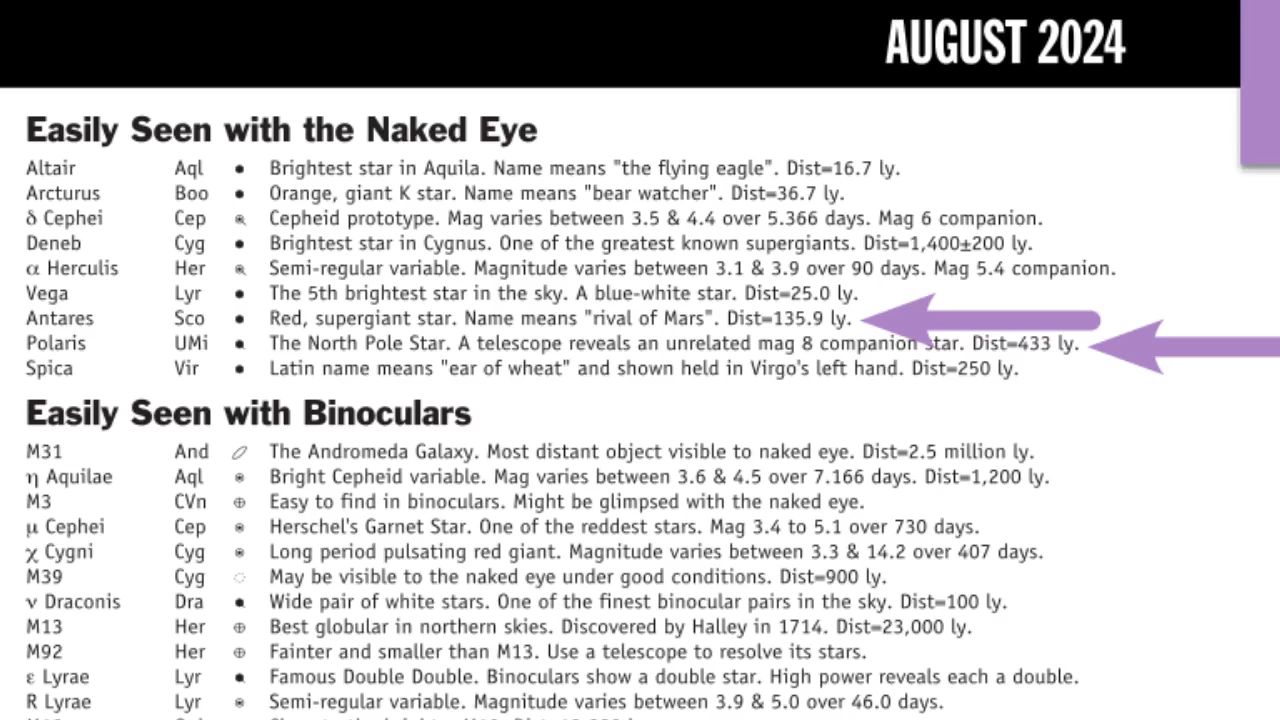 AUGUST 2024
Easily Seen with the Naked Eye
Altair Aql Brightest star in Aquila. Name means "the flying eagle". Dist=16.7 ly.
Arcturus Boo Orange, giant K star. Name means "bear watcher". Dist=36.7 ly.
δ Cephei Cep Cepheid prototype. Mag varies between 3.5 & 4.4 over 5.366 days. Mag 6 companion.
Deneb Cyg Brightest star in Cygnus. One of the greatest known supergiants. Dist=1,400±200 ly.
α Herculis Her Semi-regular variable. Magnitude varies between 3.1 & 3.9 over 90 days. Mag 5.4 companion.
Vega Lyr The 5th brightest star in the sky. A blue-white star. Dist=25.0 ly.
Antares Sco Red, supergiant star. Name means "rival of Mars". Dist=135.9 ly.
Polaris UMi The North Pole Star. A telescope reveals an unrelated mag 8 companion star. Dist=433 ly.
Spica Vir Latin name means "ear of wheat" and shown held in Virgo's left hand. Dist=250 ly.
Easily Seen with Binoculars
M31 And The Andromeda Galaxy. Most distant object visible to naked eye. Dist=2.5 million ly.
η Aquilae Aql Bright Cepheid variable. Mag varies between 3.6 & 4.5 over 7.166 days. Dist=1,200 ly.
M3 CVn Easy to find in binoculars. Might be glimpsed with the naked eye.
μ Cephei Cep Herschel's Garnet Star. One of the reddest stars. Mag 3.4 to 5.1 over 730 days.
χ Cygni Cyg Long period pulsating red giant. Magnitude varies between 3.3 & 14.2 over 407 days.
M39 Cyg May be visible to the naked eye under good conditions. Dist=900 ly.
ν Draconis Dra Wide pair of white stars. One of the finest binocular pairs in the sky. Dist=100 ly.
M13 Her Best globular in northern skies. Discovered by Halley in 1714. Dist=23,000 ly.
M92 Her Fainter and smaller than M13. Use a telescope to resolve its stars.
ε Lyrae Lyr Famous Double Double. Binoculars show a double star. High power reveals each a double.
R Lyrae Lyr Semi-regular variable. Magnitude varies between 3.9 & 5.0 over 46.0 days.